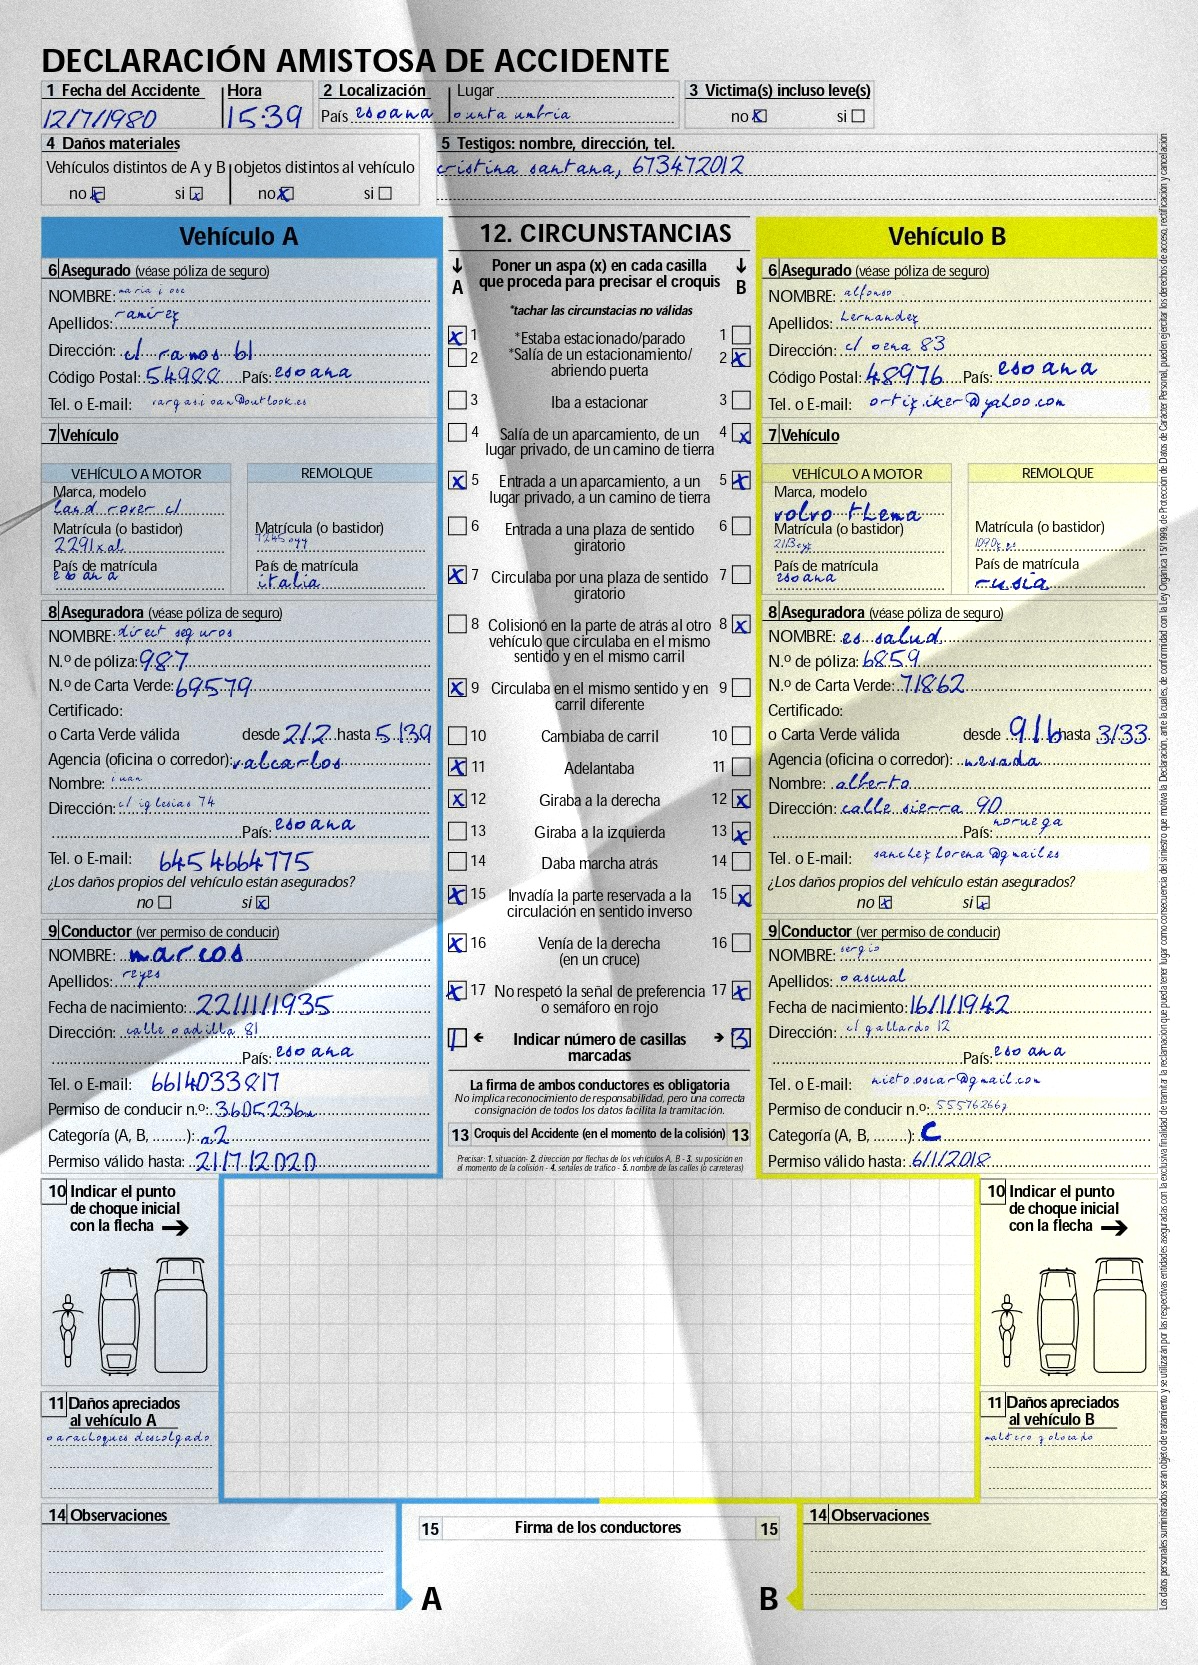 DECLARACIÓN AMISTOSA DE ACCIDENTE
1 Fecha del Accidente Hora 2 Localización Lugar 3 Victima(s) incluso leve(s)
12/7/1980 15:39 País espana punta umbria no x si
4 Daños materiales 5 Testigos: nombre, dirección, tel.
Vehículos distintos de A y B objetos distintos al vehículo cristina santana, 673472012
no x si x no x si
Vehículo A
6 Asegurado (véase póliza de seguro)
NOMBRE: maria jose
Apellidos: ramirez
Dirección: c/ ramos 61
Código Postal: 54988 País: espana
Tel. o E-mail: vargasjoan@outlook.es
7 Vehículo
VEHÍCULO A MOTOR REMOLQUE
Marca, modelo
land rover cl
Matrícula (o bastidor) Matrícula (o bastidor)
2291xal 7245oyy
País de matrícula País de matrícula
espana italia
8 Aseguradora (véase póliza de seguro)
NOMBRE: direct seguros
N.º de póliza: 987
N.º de Carta Verde: 69579
Certificado:
o Carta Verde válida desde 2/2 hasta 5/39
Agencia (oficina o corredor): valcarlos
Nombre: juan
Dirección: c/ iglesias 74
País: espana
Tel. o E-mail: 6454664775
¿Los daños propios del vehículo están asegurados?
no si x
9 Conductor (ver permiso de conducir)
NOMBRE: marcos
Apellidos: reyes
Fecha de nacimiento: 22/11/1935
Dirección: calle padilla 81
País: espana
Tel. o E-mail: 6614033817
Permiso de conducir n.º: 3605236
Categoría (A, B, ........): a2
Permiso válido hasta: 21/7/2020
12. CIRCUNSTANCIAS
A Poner un aspa (x) en cada casilla que proceda para precisar el croquis B
*tachar las circunstacias no válidas
x 1 *Estaba estacionado/parado 1
2 *Salía de un estacionamiento/ 2 x
abriendo puerta
3 Iba a estacionar 3
4 Salía de un aparcamiento, de un 4 x
lugar privado, de un camino de tierra
x 5 Entrada a un aparcamiento, a un 5 x
lugar privado, a un camino de tierra
6 Entrada a una plaza de sentido 6
giratorio
x 7 Circulaba por una plaza de sentido 7
giratorio
8 Colisionó en la parte de atrás al otro 8 x
vehículo que circulaba en el mismo
sentido y en el mismo carril
x 9 Circulaba en el mismo sentido y en 9
carril diferente
10 Cambiaba de carril 10
x 11 Adelantaba 11
x 12 Giraba a la derecha 12 x
13 Giraba a la izquierda 13 x
14 Daba marcha atrás 14
x 15 Invadía la parte reservada a la 15 x
circulación en sentido inverso
x 16 Venía de la derecha 16
(en un cruce)
x 17 No respetó la señal de preferencia 17 x
o semáforo en rojo
1 Indicar número de casillas 3
marcadas
La firma de ambos conductores es obligatoria
No implica reconocimiento de responsabilidad, pero una correcta
consignación de todos los datos facilita la tramitación.
13 Croquis del Accidente (en el momento de la colisión) 13
Precisar: 1. situación- 2. dirección por flechas de los vehículos A, B - 3. su posición en
el momento de la colisión - 4. señales de tráfico - 5. nombre de las calles (o carreteras)
Vehículo B
6 Asegurado (véase póliza de seguro)
NOMBRE: alfonso
Apellidos: hernandez
Dirección: c/ pena 83
Código Postal: 48976 País: espana
Tel. o E-mail: ortiz.iker@yahoo.com
7 Vehículo
VEHÍCULO A MOTOR REMOLQUE
Marca, modelo
volvo thema
Matrícula (o bastidor) Matrícula (o bastidor)
País de matrícula País de matrícula
espana rusia
8 Aseguradora (véase póliza de seguro)
NOMBRE: es salud
N.º de póliza: 6859
N.º de Carta Verde: 71862
Certificado:
o Carta Verde válida desde 9/6 hasta 3/33
Agencia (oficina o corredor): nevada
Nombre: alberto
Dirección: calle sierra 90
País: noruega
Tel. o E-mail: sanchezlorena@gmail.es
¿Los daños propios del vehículo están asegurados?
no x si x
9 Conductor (ver permiso de conducir)
NOMBRE: sergio
Apellidos: pascual
Fecha de nacimiento: 16/1/1942
Dirección: c/ gallardo 12
País: espana
Tel. o E-mail: nieto.oscar@gmail.com
Permiso de conducir n.º: 55576266z
Categoría (A, B, ........): c
Permiso válido hasta: 6/1/2018
10 Indicar el punto
de choque inicial
con la flecha
11 Daños apreciados
al vehículo A
parachoques descolgado
10 Indicar el punto
de choque inicial
con la flecha
11 Daños apreciados
al vehículo B
maltero golpeado
14 Observaciones
15 Firma de los conductores 15
A B
14 Observaciones
Los datos personales suministrados serán objeto de tratamiento y se utilizarán por las respectivas entidades aseguradas con la exclusiva finalidad de tramitar la reclamación que pueda tener lugar como consecuencia del siniestro que motiva la Declaración, ante la cuales, de conformidad con la Ley Orgánica 15/1999, de Protección de Datos de Carácter Personal, pueden ejercitar los derechos de acceso, rectificación y cancelación